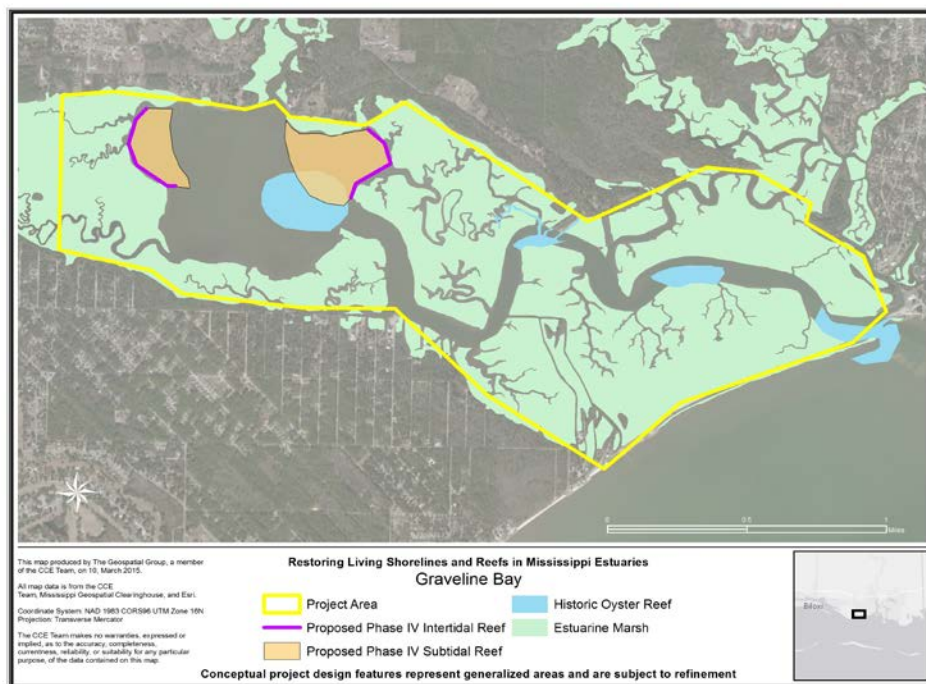 0
0.5
1
Miles
This map produced by The Geospatial Group, a member
of the CCE Team, on 10, March 2015.
All map data is from the CCE
Team, Mississippi Geospatial Clearinghouse, and Esri.
Coordinate System: NAD 1983 CORS96 UTM Zone 16N
Projection: Transverse Mercator
The CCE Team makes no warranties, expressed or
implied, as to the accuracy, completeness,
currentness, reliability, or suitability for any particular
purpose, of the data contained on this map.
Restoring Living Shorelines and Reefs in Mississippi Estuaries
Graveline Bay
Project Area
Historic Oyster Reef
Proposed Phase IV Intertidal Reef
Estuarine Marsh
Proposed Phase IV Subtidal Reef
Conceptual project design features represent generalized areas and are subject to refinement
Biloxi